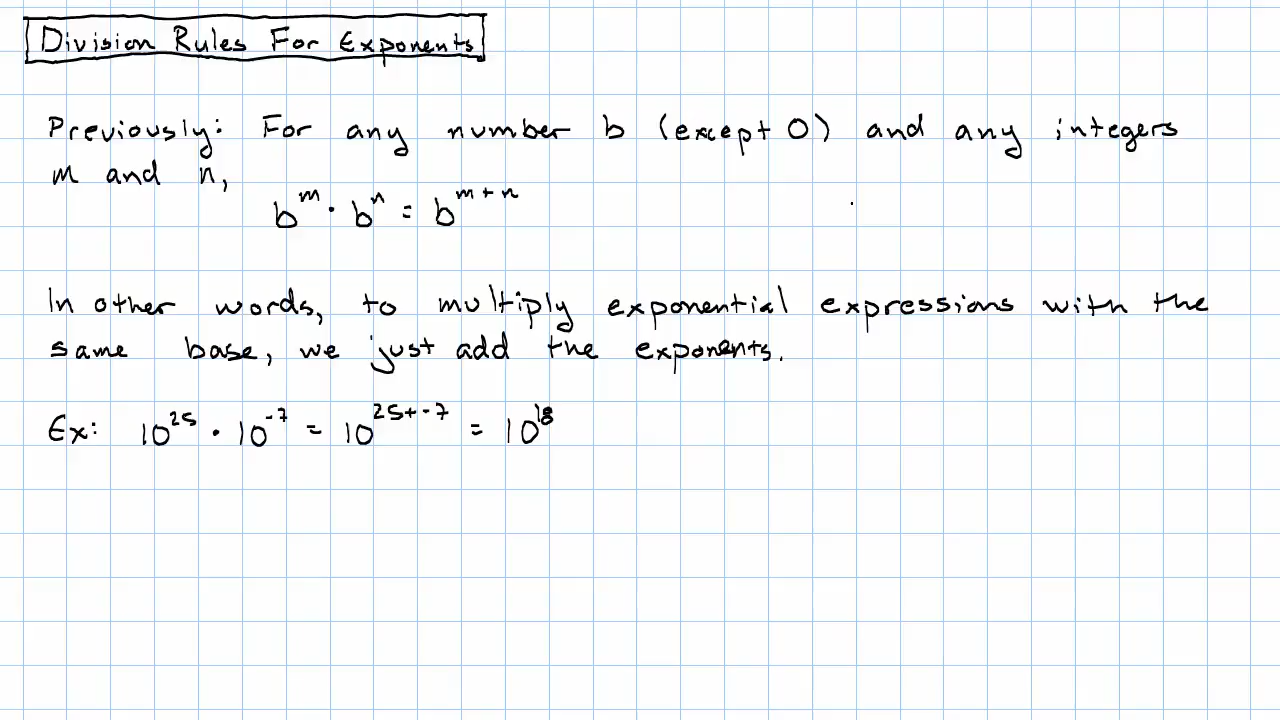 Division Rules For Exponents
Previously: For any number b (except 0) and any integers
m and n,
b^m · b^n = b^(m+n)
In other words, to multiply exponential expressions with the
same base, we just add the exponents.
Ex: 10^25 · 10^-7 = 10^(25+-7) = 10^18